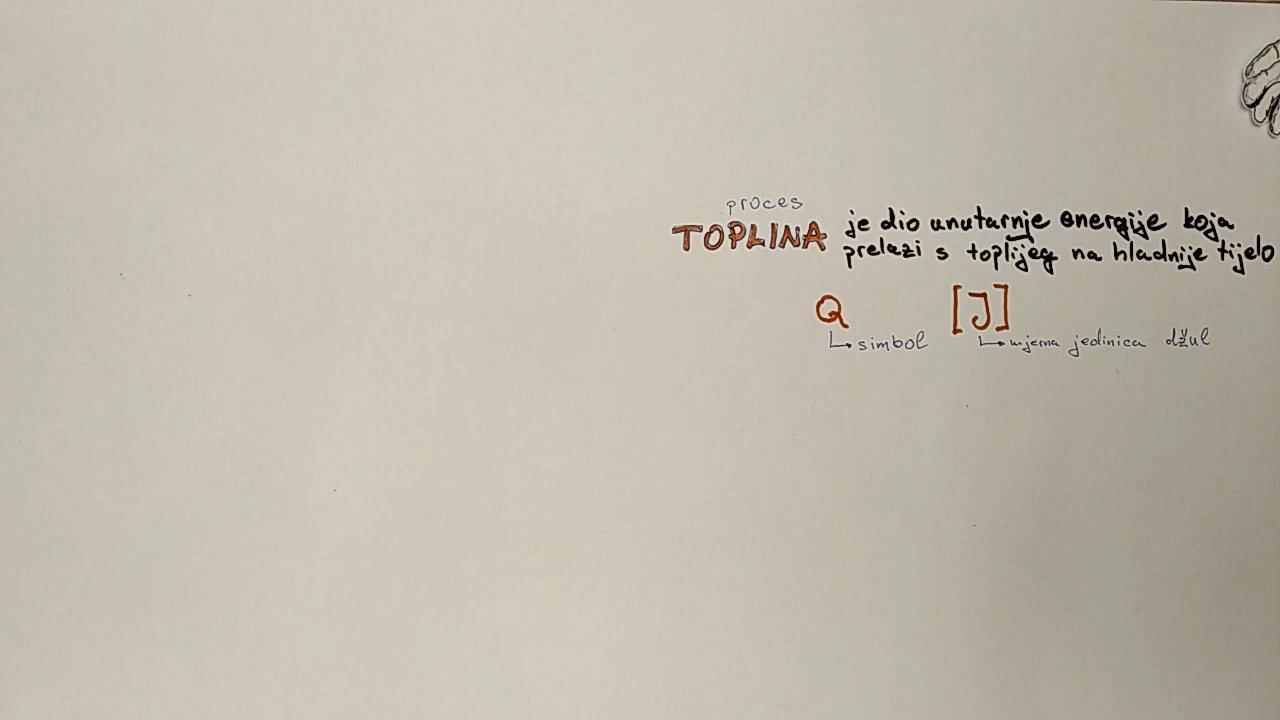 proces
TOPLINA je dio unutarnje energije koja
prelazi s toplijeg na hladnije tijelo
Q [J]
simbol mjerna jedinica džul